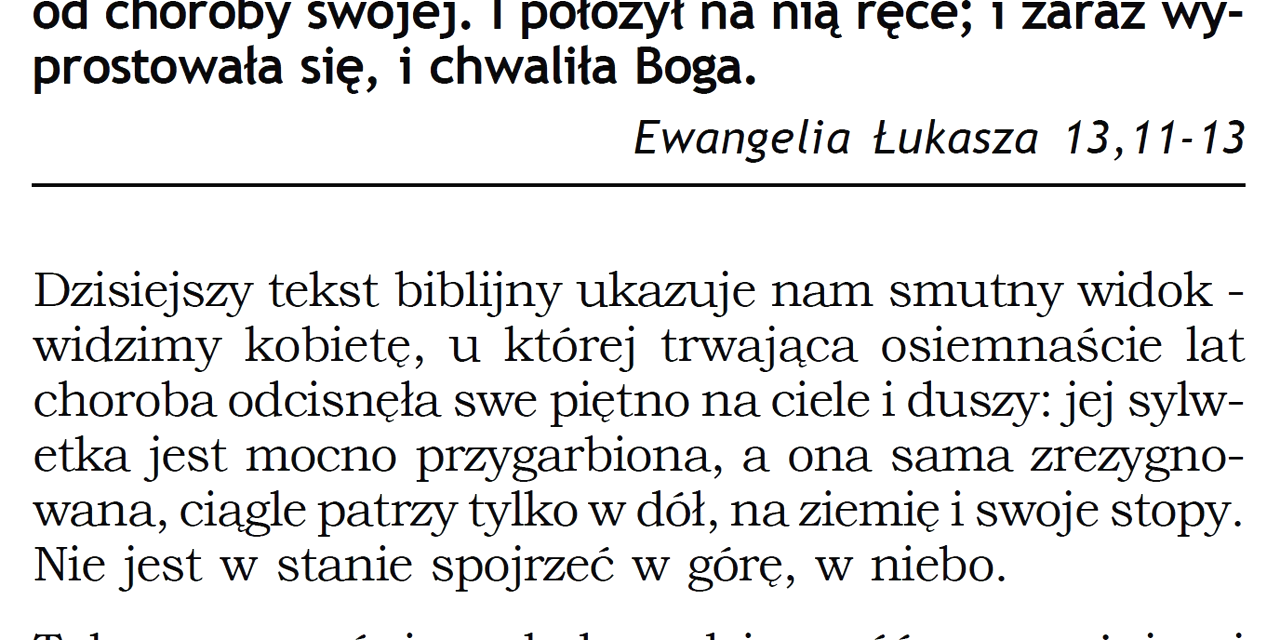 od choroby swojej. I położył na nią ręce; i zaraz wy-
prostowała się, i chwaliła Boga.
Ewangelia Łukasza 13,11-13
Dzisiejszy tekst biblijny ukazuje nam smutny widok -
widzimy kobietę, u której trwająca osiemnaście lat
choroba odcisnęła swe piętno na ciele i duszy: jej sylw-
etka jest mocno przygarbiona, a ona sama zrezygno-
wana, ciągle patrzy tylko w dół, na ziemię i swoje stopy.
Nie jest w stanie spojrzeć w górę, w niebo.